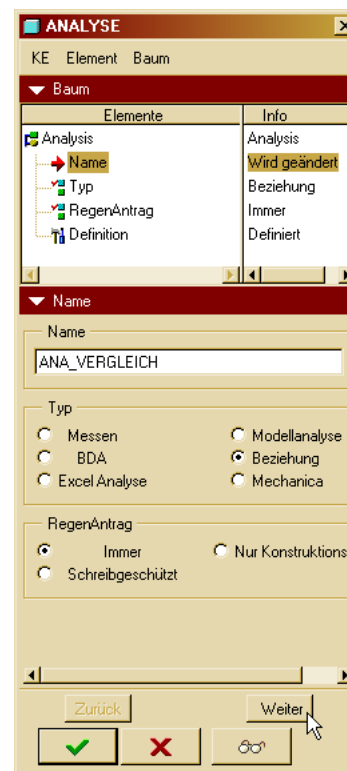 ANALYSE
KE Element Baum
Baum
Elemente Info
Analysis Analysis
Name Wird geändert
Typ Beziehung
RegenAntrag Immer
Definition Definiert
Name
Name
ANA_VERGLEICH
Typ
Messen Modellanalyse
BDA Beziehung
Excel Analyse Mechanica
RegenAntrag
Immer Nur Konstruktions
Schreibgeschützt
Zurück Weiter